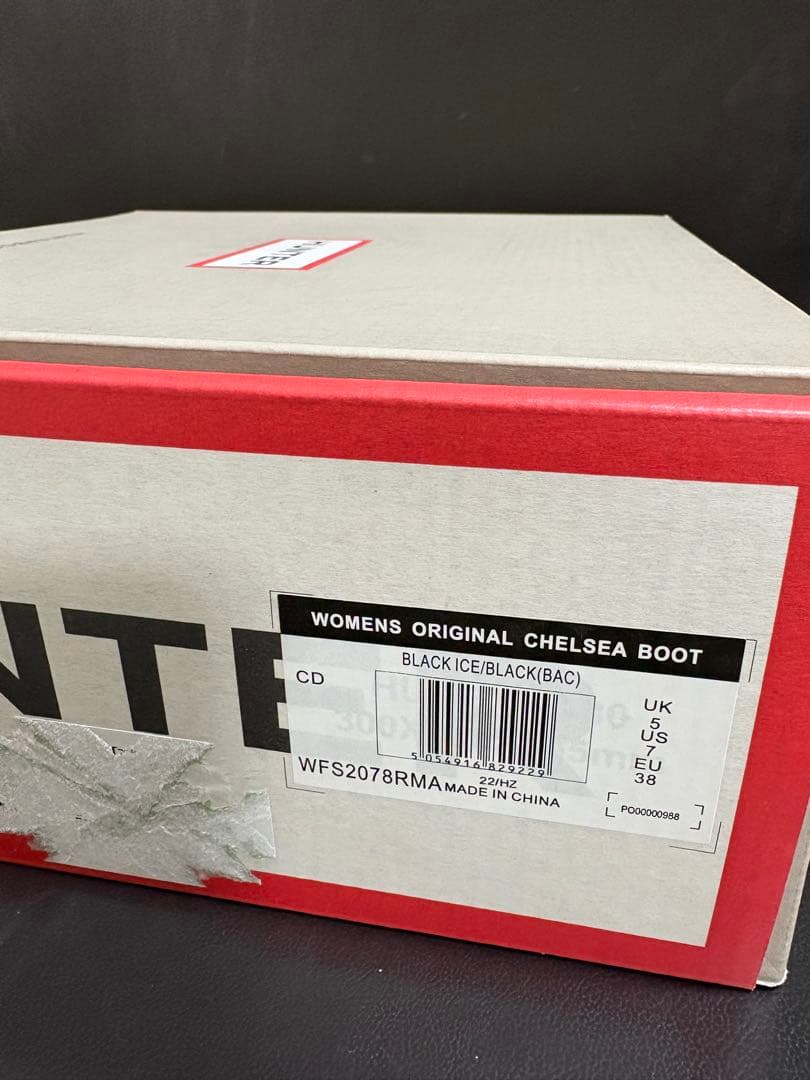 HUNTER
NTE
WOMENS ORIGINAL CHELSEA BOOT
BLACK ICE/BLACK(BAC)
CD
UK
5
US
7
EU
38
5 054916 829229
WFS2078RMA
22/HZ
MADE IN CHINA
PO00000988